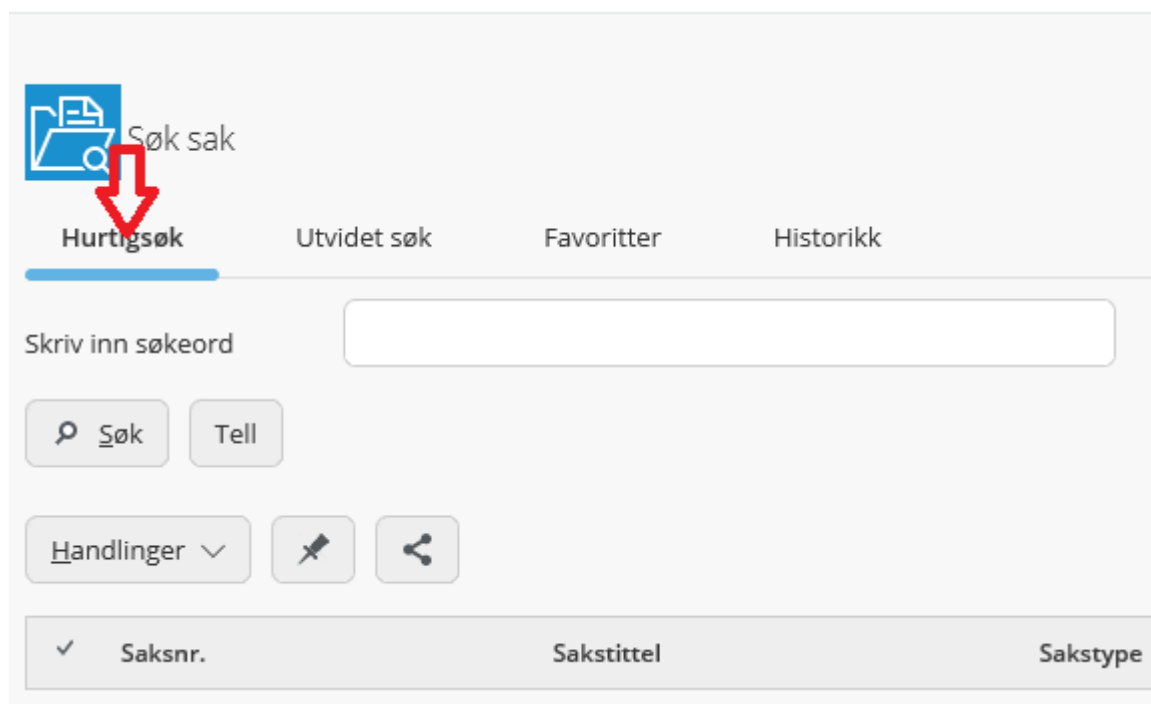 Søk sak
Hurtigsøk Utvidet søk Favoritter Historikk
Skriv inn søkeord
Søk Tell
Handlinger
Saksnr. Sakstittel Sakstype